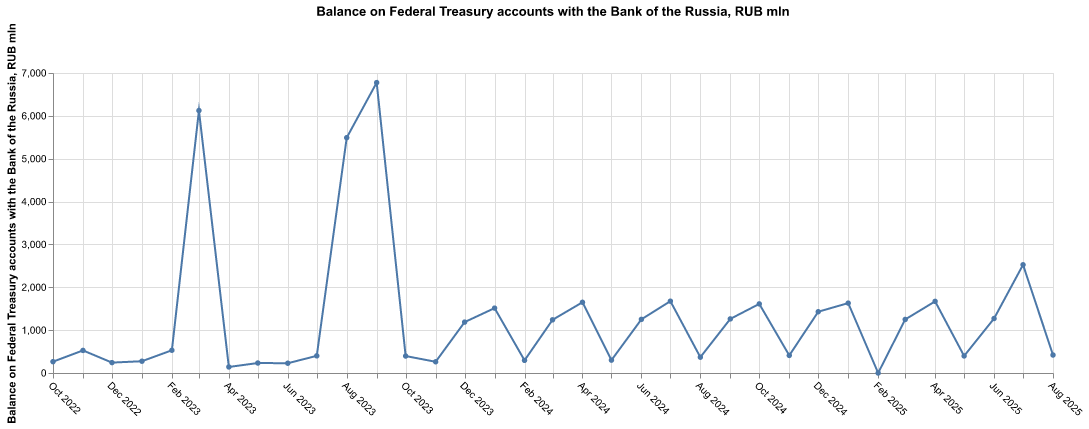 Balance on Federal Treasury accounts with the Bank of the Russia, RUB mln
Balance on Federal Treasury accounts with the Bank of the Russia, RUB mln
7,000
6,000
5,000
4,000
3,000
2,000
1,000
0
Oct 2022
Dec 2022
Feb 2023
Apr 2023
Jun 2023
Aug 2023
Oct 2023
Dec 2023
Feb 2024
Apr 2024
Jun 2024
Aug 2024
Oct 2024
Dec 2024
Feb 2025
Apr 2025
Jun 2025
Aug 2025